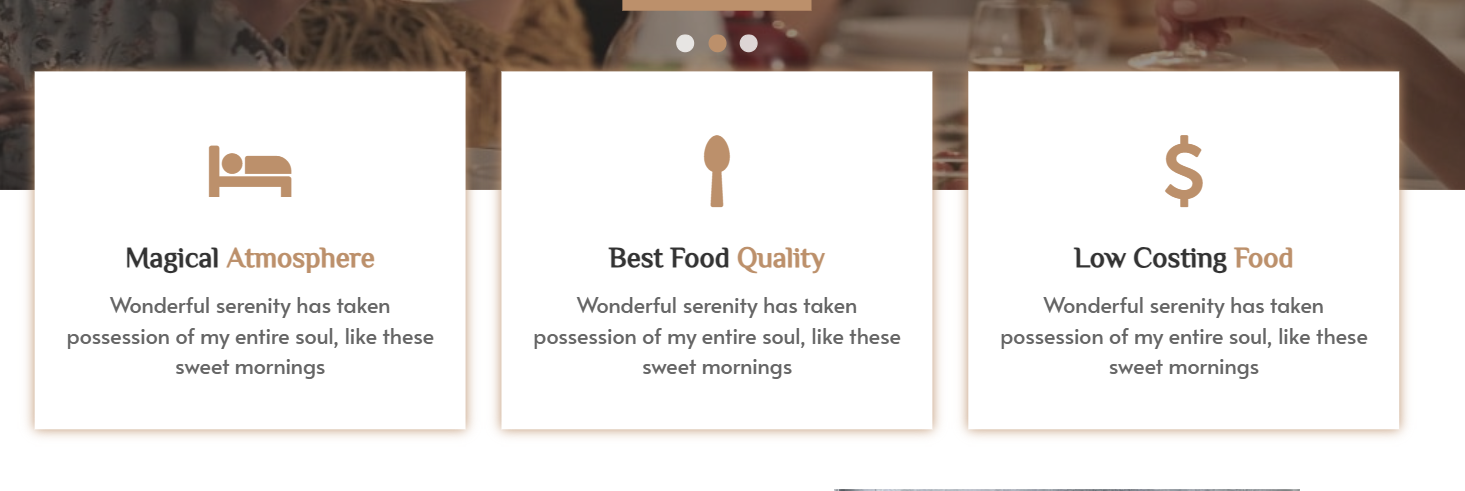 Magical Atmosphere
Wonderful serenity has taken
possession of my entire soul, like these
sweet mornings
Best Food Quality
Wonderful serenity has taken
possession of my entire soul, like these
sweet mornings
Low Costing Food
Wonderful serenity has taken
possession of my entire soul, like these
sweet mornings